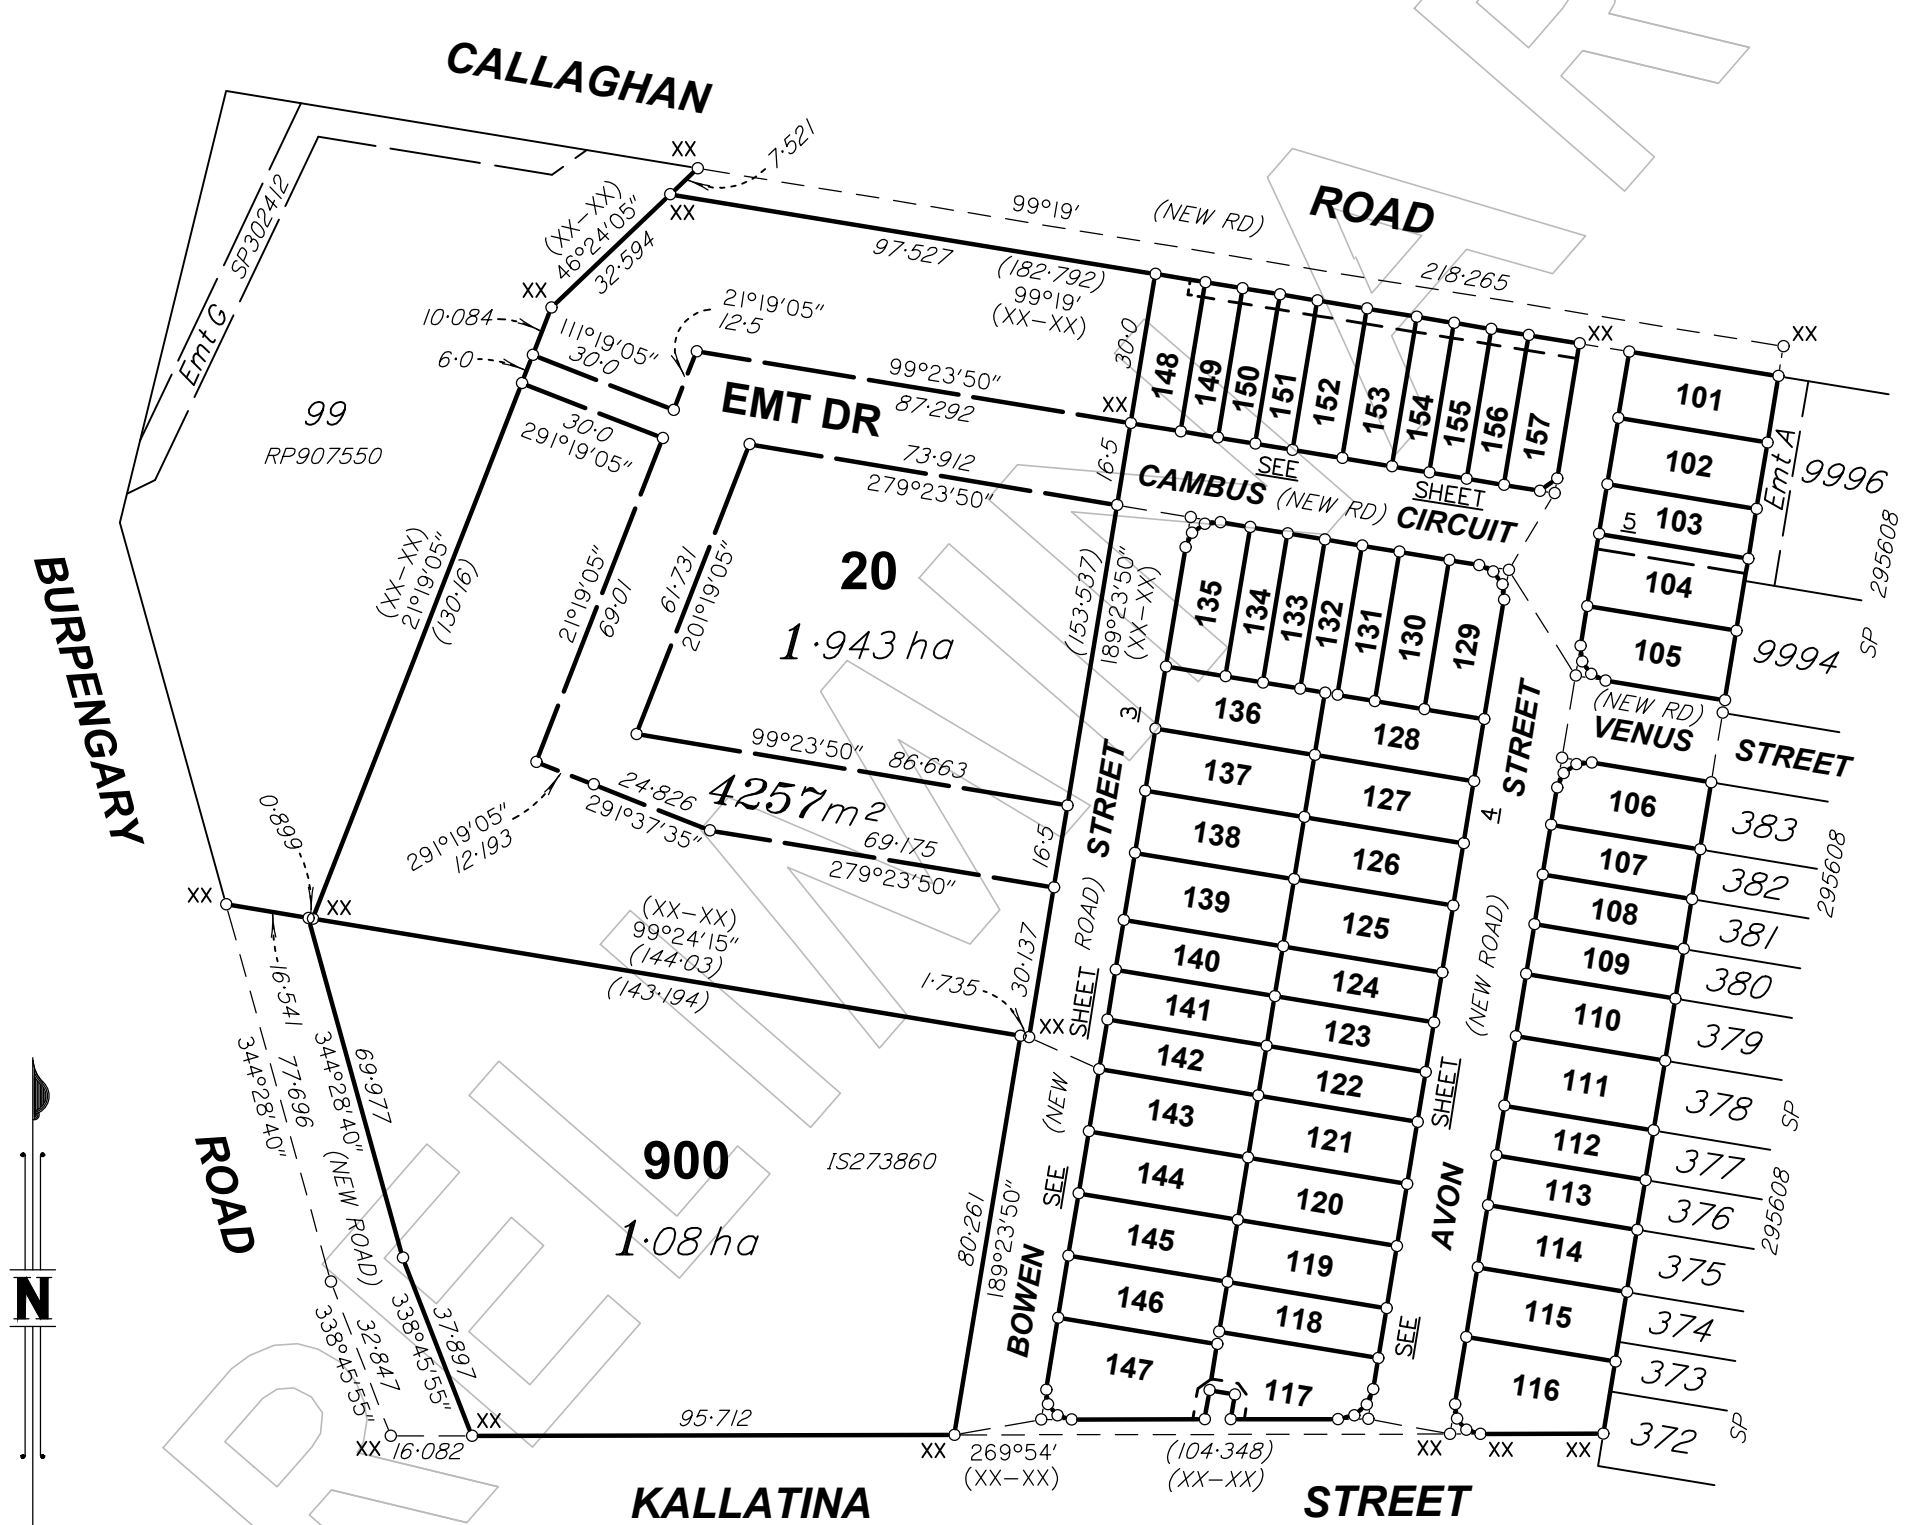 CALLAGHAN
ROAD
XX
7·521
XX
99°19'
(NEW RD)
218·265
XX
XX
(XX-XX)
46°24'05"
32·594
97·527
(182·792)
99°19'
(XX-XX)
XX
10·084
6·0
111°19'05"
30·0
21°19'05"
12·5
99°23'50"
87·292
EMT DR
30·0
291°19'05"
73·912
279°23'50"
30·0
XX
16·5
Emt G
SP302412
99
RP907550
148
149
150
151
152
153
154
155
156
157
SEE
SHEET
CAMBUS (NEW RD) CIRCUIT
101
102
5
103
104
105
Emt A
9996
295608
SP
9994
(XX-XX)
21°19'05"
(130·16)
21°19'05"
69·01
61·731
201°19'05"
20
1·943 ha
(153·537)
189°23'50"
(XX-XX)
135
134
133
132
131
130
129
(NEW RD)
VENUS
STREET
99°23'50"
86·663
4257m²
24·826
291°37'35"
69·175
279°23'50"
16·5
291°19'05"
12·193
0·899
XX
XX
(XX-XX)
99°24'15"
(144·03)
(143·194)
30·137
1·735
XX
BURPENGARY
ROAD
16·541
77·696
344°28'40"
69·977
344°28'40"
(NEW ROAD)
32·847
338°45'55"
37·897
338°45'55"
900
1·08 ha
IS273860
80·261
189°23'50"
BOWEN
STREET
SEE
SHEET
3
(NEW
ROAD)
136
137
138
139
140
141
142
143
144
145
146
147
128
127
126
125
124
123
122
121
120
119
118
117
AVON
STREET
SEE
SHEET
4
(NEW ROAD)
106
107
108
109
110
111
112
113
114
115
116
383
382
381
380
379
378
377
376
375
374
373
372
295608
SP
295608
SP
XX
16·082
XX
95·712
XX
269°54'
(XX-XX)
(104·348)
(XX-XX)
XX
XX
XX
KALLATINA
STREET
N